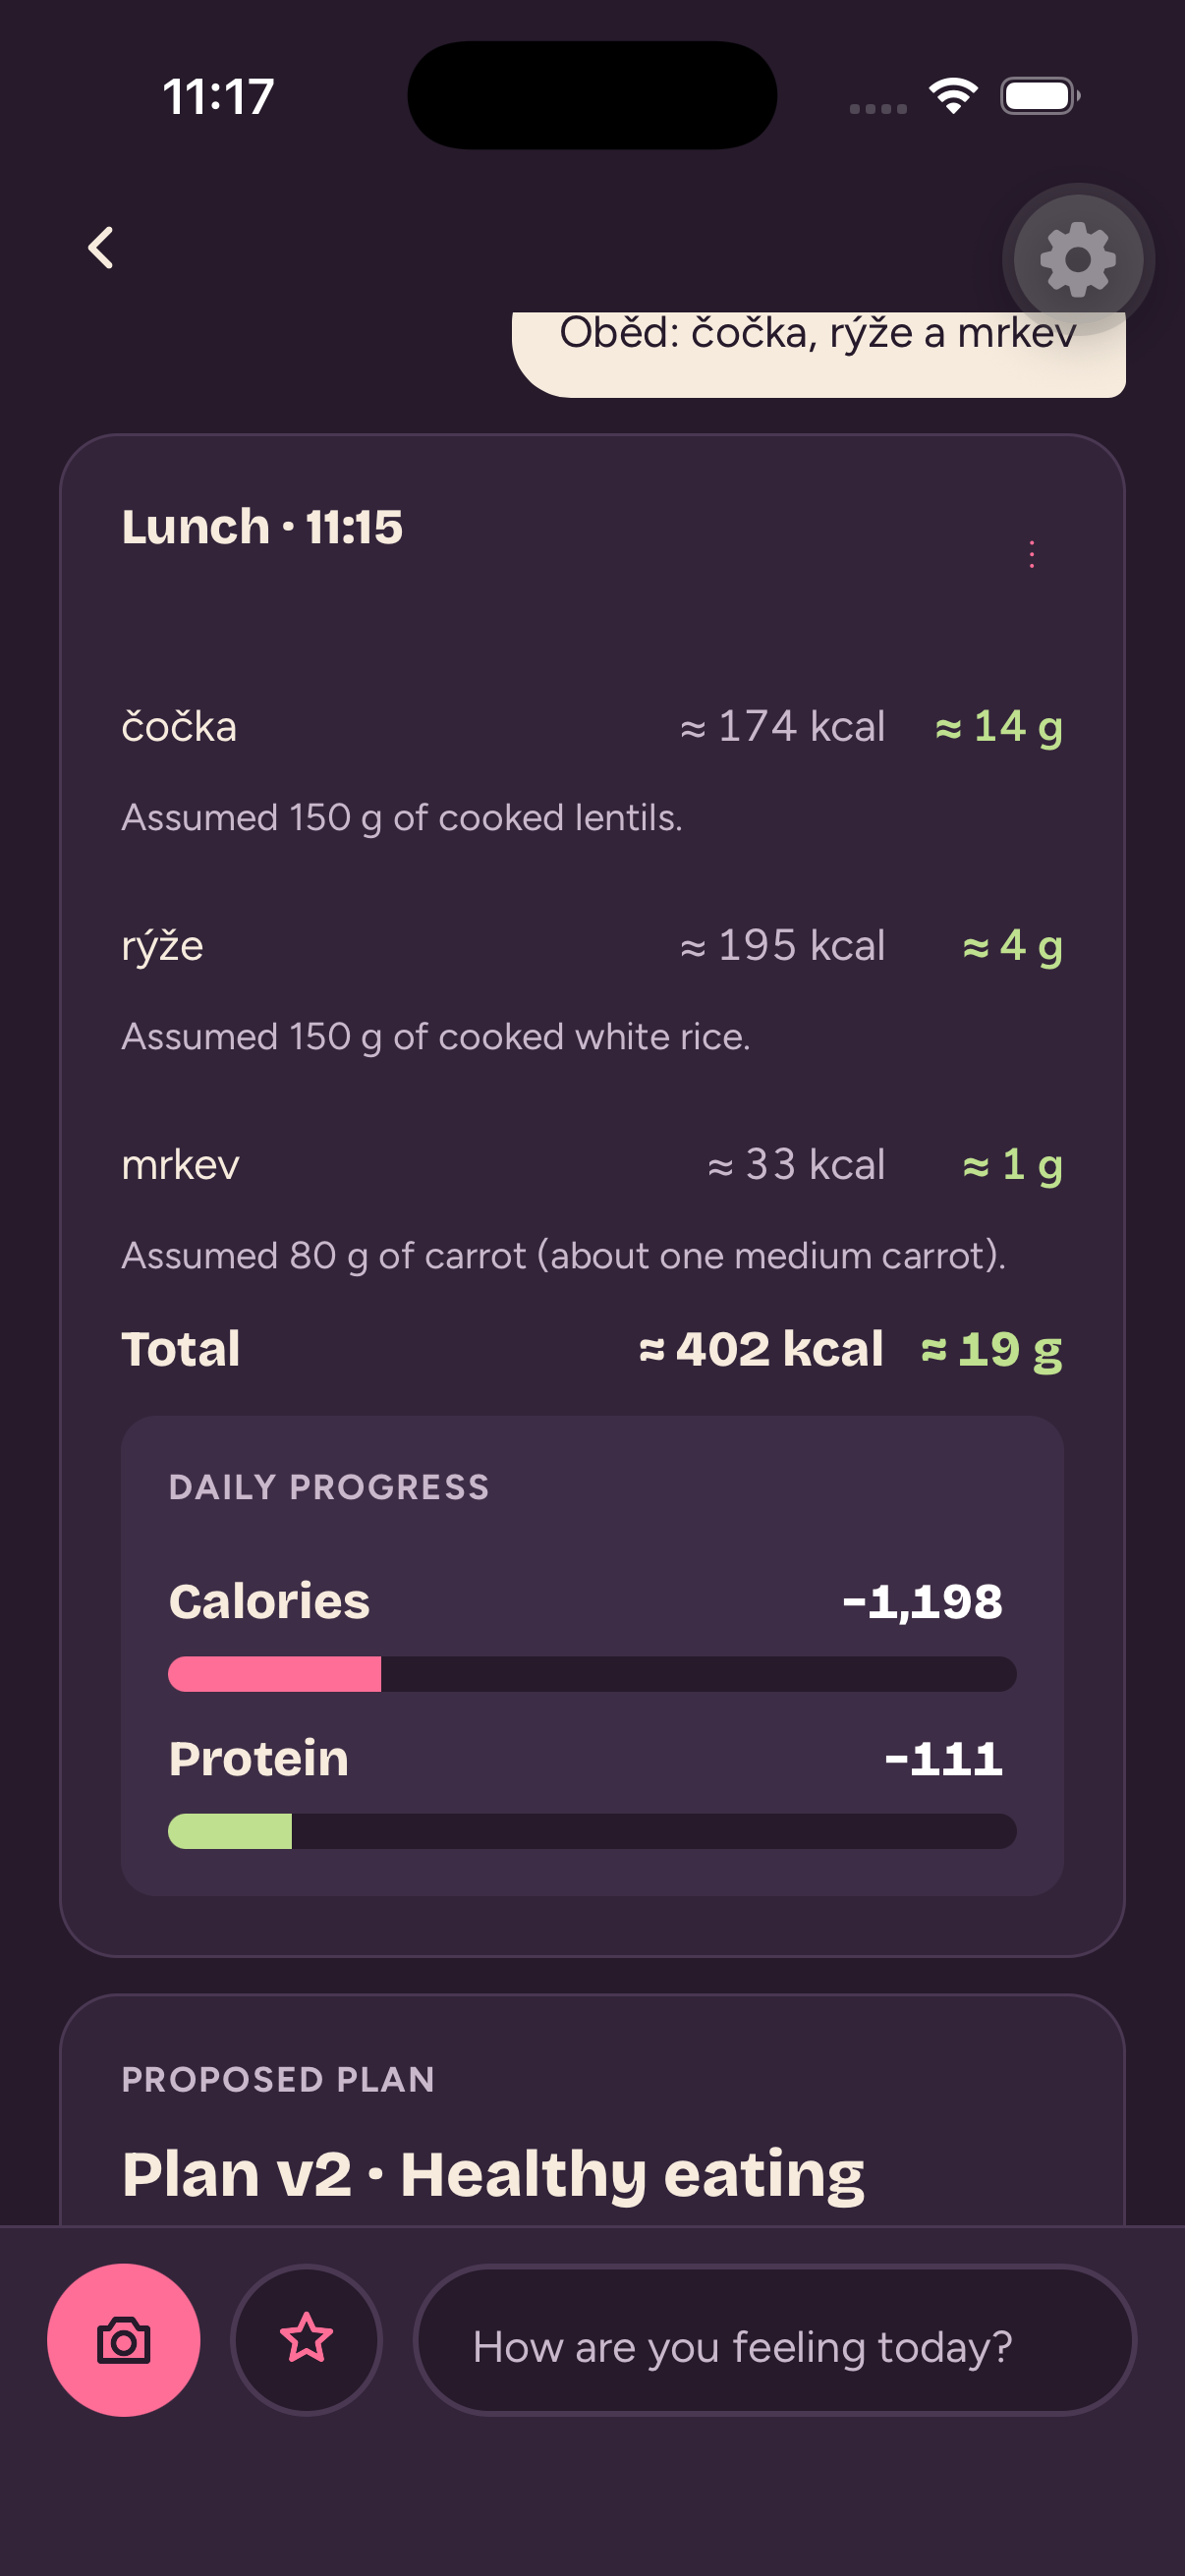 11:17
Oběd: čočka, rýže a mrkev
Lunch · 11:15
čočka ≈ 174 kcal ≈ 14 g
Assumed 150 g of cooked lentils.
rýže ≈ 195 kcal ≈ 4 g
Assumed 150 g of cooked white rice.
mrkev ≈ 33 kcal ≈ 1 g
Assumed 80 g of carrot (about one medium carrot).
Total ≈ 402 kcal ≈ 19 g
DAILY PROGRESS
Calories −1,198
Protein −111
PROPOSED PLAN
Plan v2 · Healthy eating
How are you feeling today?